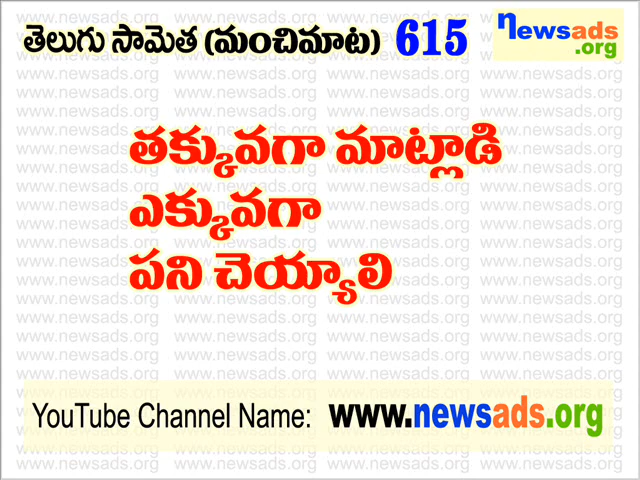 తెలుగు సామెత (మంచిమాట) 615
newsads
.org
తక్కువగా మాట్లాడి
ఎక్కువగా
పని చెయ్యాలి
YouTube Channel Name: www.newsads.org